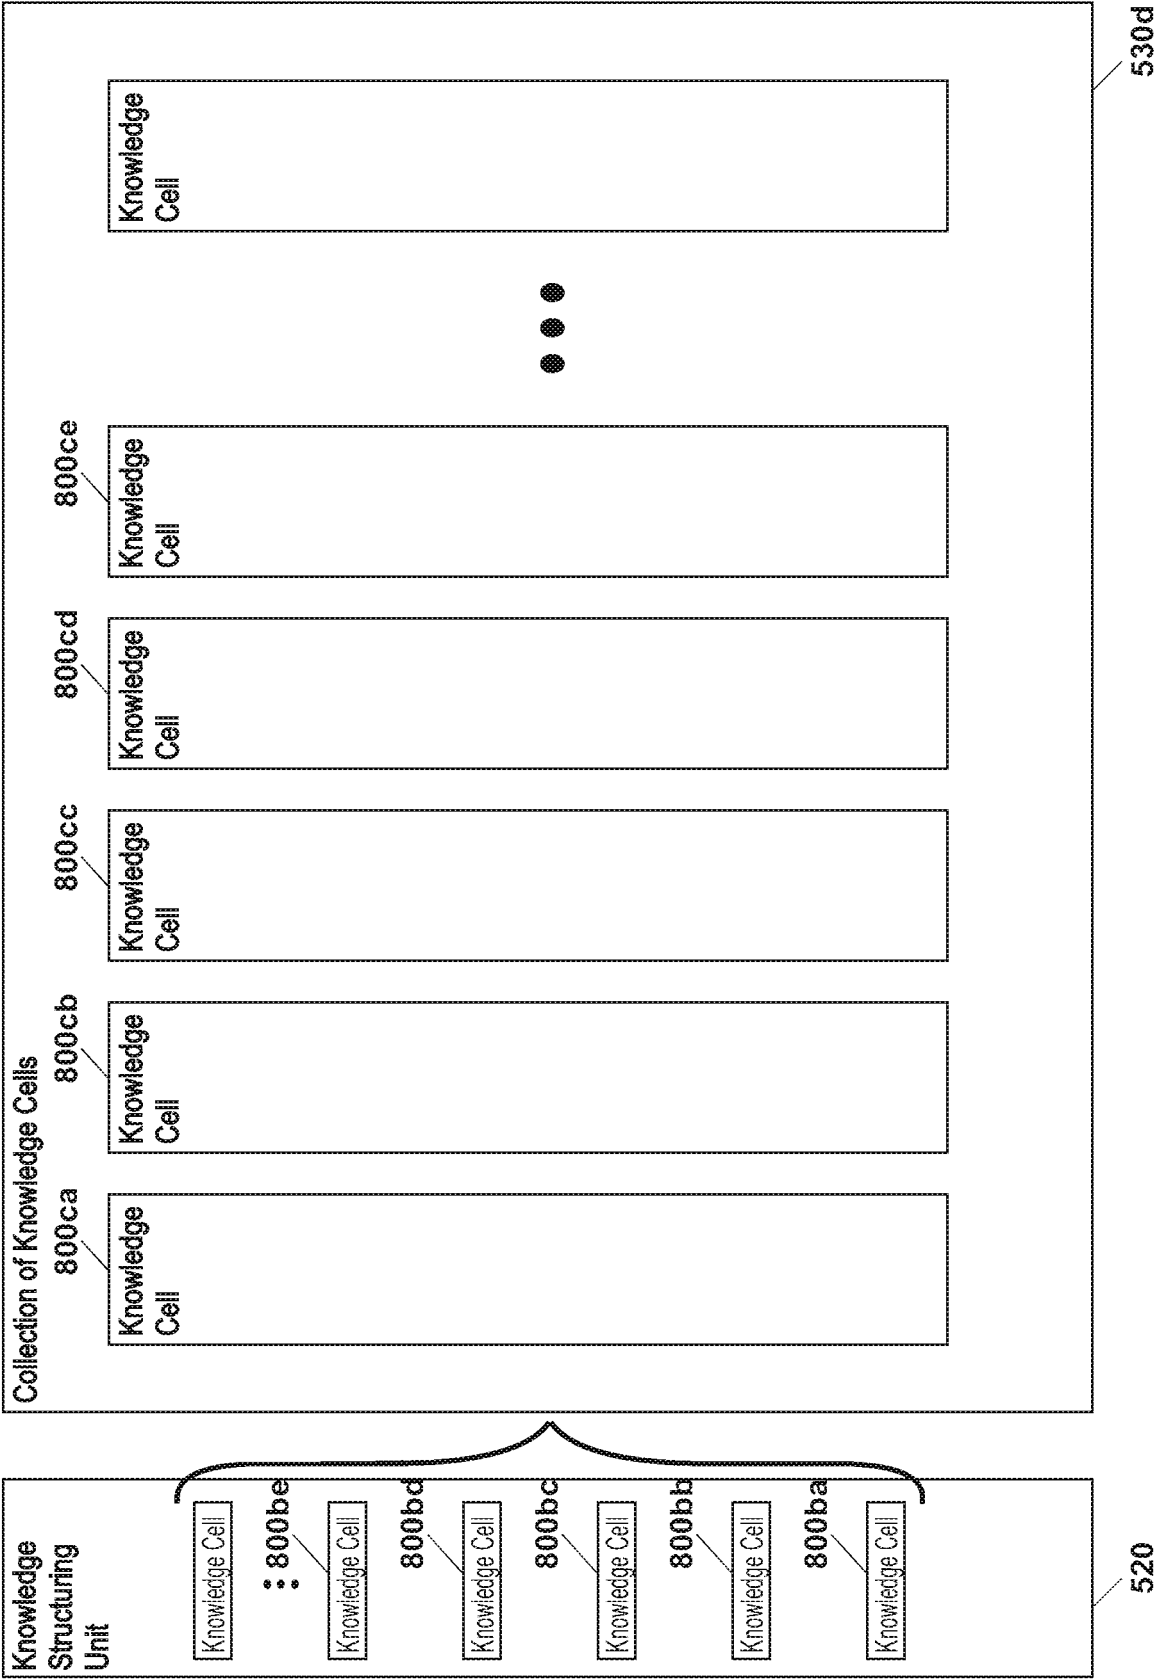 Knowledge
Structuring
Unit
Knowledge Cell
800be
Knowledge Cell
800bd
Knowledge Cell
800bc
Knowledge Cell
800bb
Knowledge Cell
800ba
Knowledge Cell
520
Collection of Knowledge Cells
800ca
Knowledge
Cell
800cb
Knowledge
Cell
800cc
Knowledge
Cell
800cd
Knowledge
Cell
800ce
Knowledge
Cell
Knowledge
Cell
530d